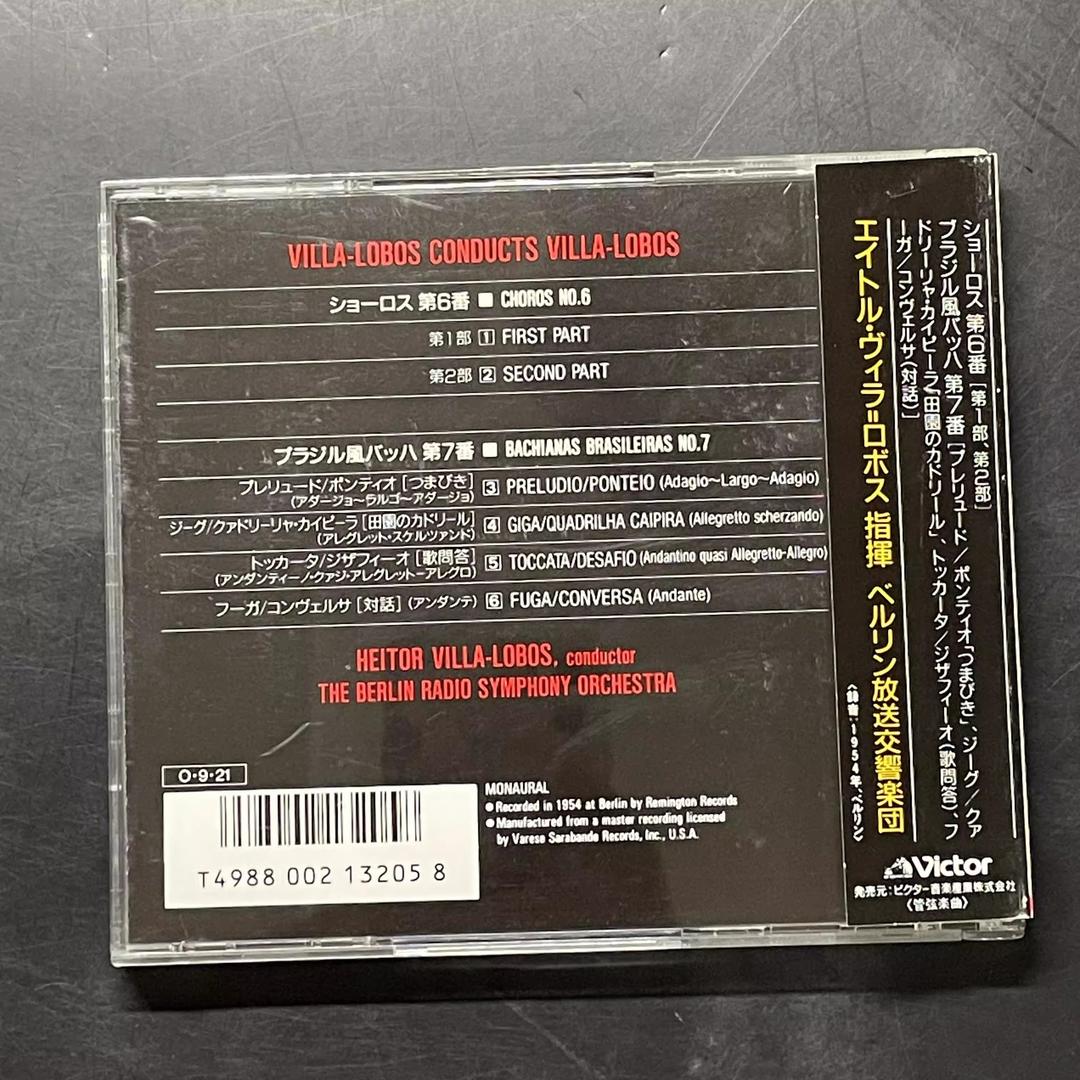 VILLA-LOBOS CONDUCTS VILLA-LOBOS
ショーロス 第6番 ■ CHOROS NO.6
第1部 1 FIRST PART
第2部 2 SECOND PART
ブラジル風バッハ 第7番 ■ BACHIANAS BRASILEIRAS NO.7
プレリュード/ポンティオ[つまびき] 3 PRELUDIO/PONTEIO (Adagio~Largo~Adagio)
(アダージョ~ラルゴ~アダージョ)
ジーグ/クァドリーリャ・カイピーラ[田園のカドリール] 4 GIGA/QUADRILHA CAIPIRA (Allegretto scherzando)
(アレグレット・スケルツァンド)
トッカータ/ジザフィーオ[歌問答] 5 TOCCATA/DESAFIO (Andantino quasi Allegretto-Allegro)
(アンダンティーノ・クァジ・アレグレットーアレグロ)
フーガ/コンヴェルサ[対話](アンダンテ) 6 FUGA/CONVERSA (Andante)
HEITOR VILLA-LOBOS, conductor
THE BERLIN RADIO SYMPHONY ORCHESTRA
O・9・21
T4988 002 13205 8
MONAURAL
●Recorded in 1954 at Berlin by Remington Records
●Manufactured from a master recording licensed
by Varese Sarabande Records, Inc., U.S.A.
ショーロス 第6番[第1部、第2部]
ブラジル風バッハ 第7番[プレリュード/ポンティオ「つまびき」、ジーグ/クァ
ドリーリャ・カイピーラ「田園のカドリール」、トッカータ/ジザフィーオ(歌問答)、フ
ーガ/コンヴェルサ(対話)]
エイトル・ヴィラ=ロボス 指揮 ベルリン放送交響楽団
〈録音:1954年、ベルリン〉
Victor
発売元:ビクター音楽産業株式会社
〈管弦楽曲〉